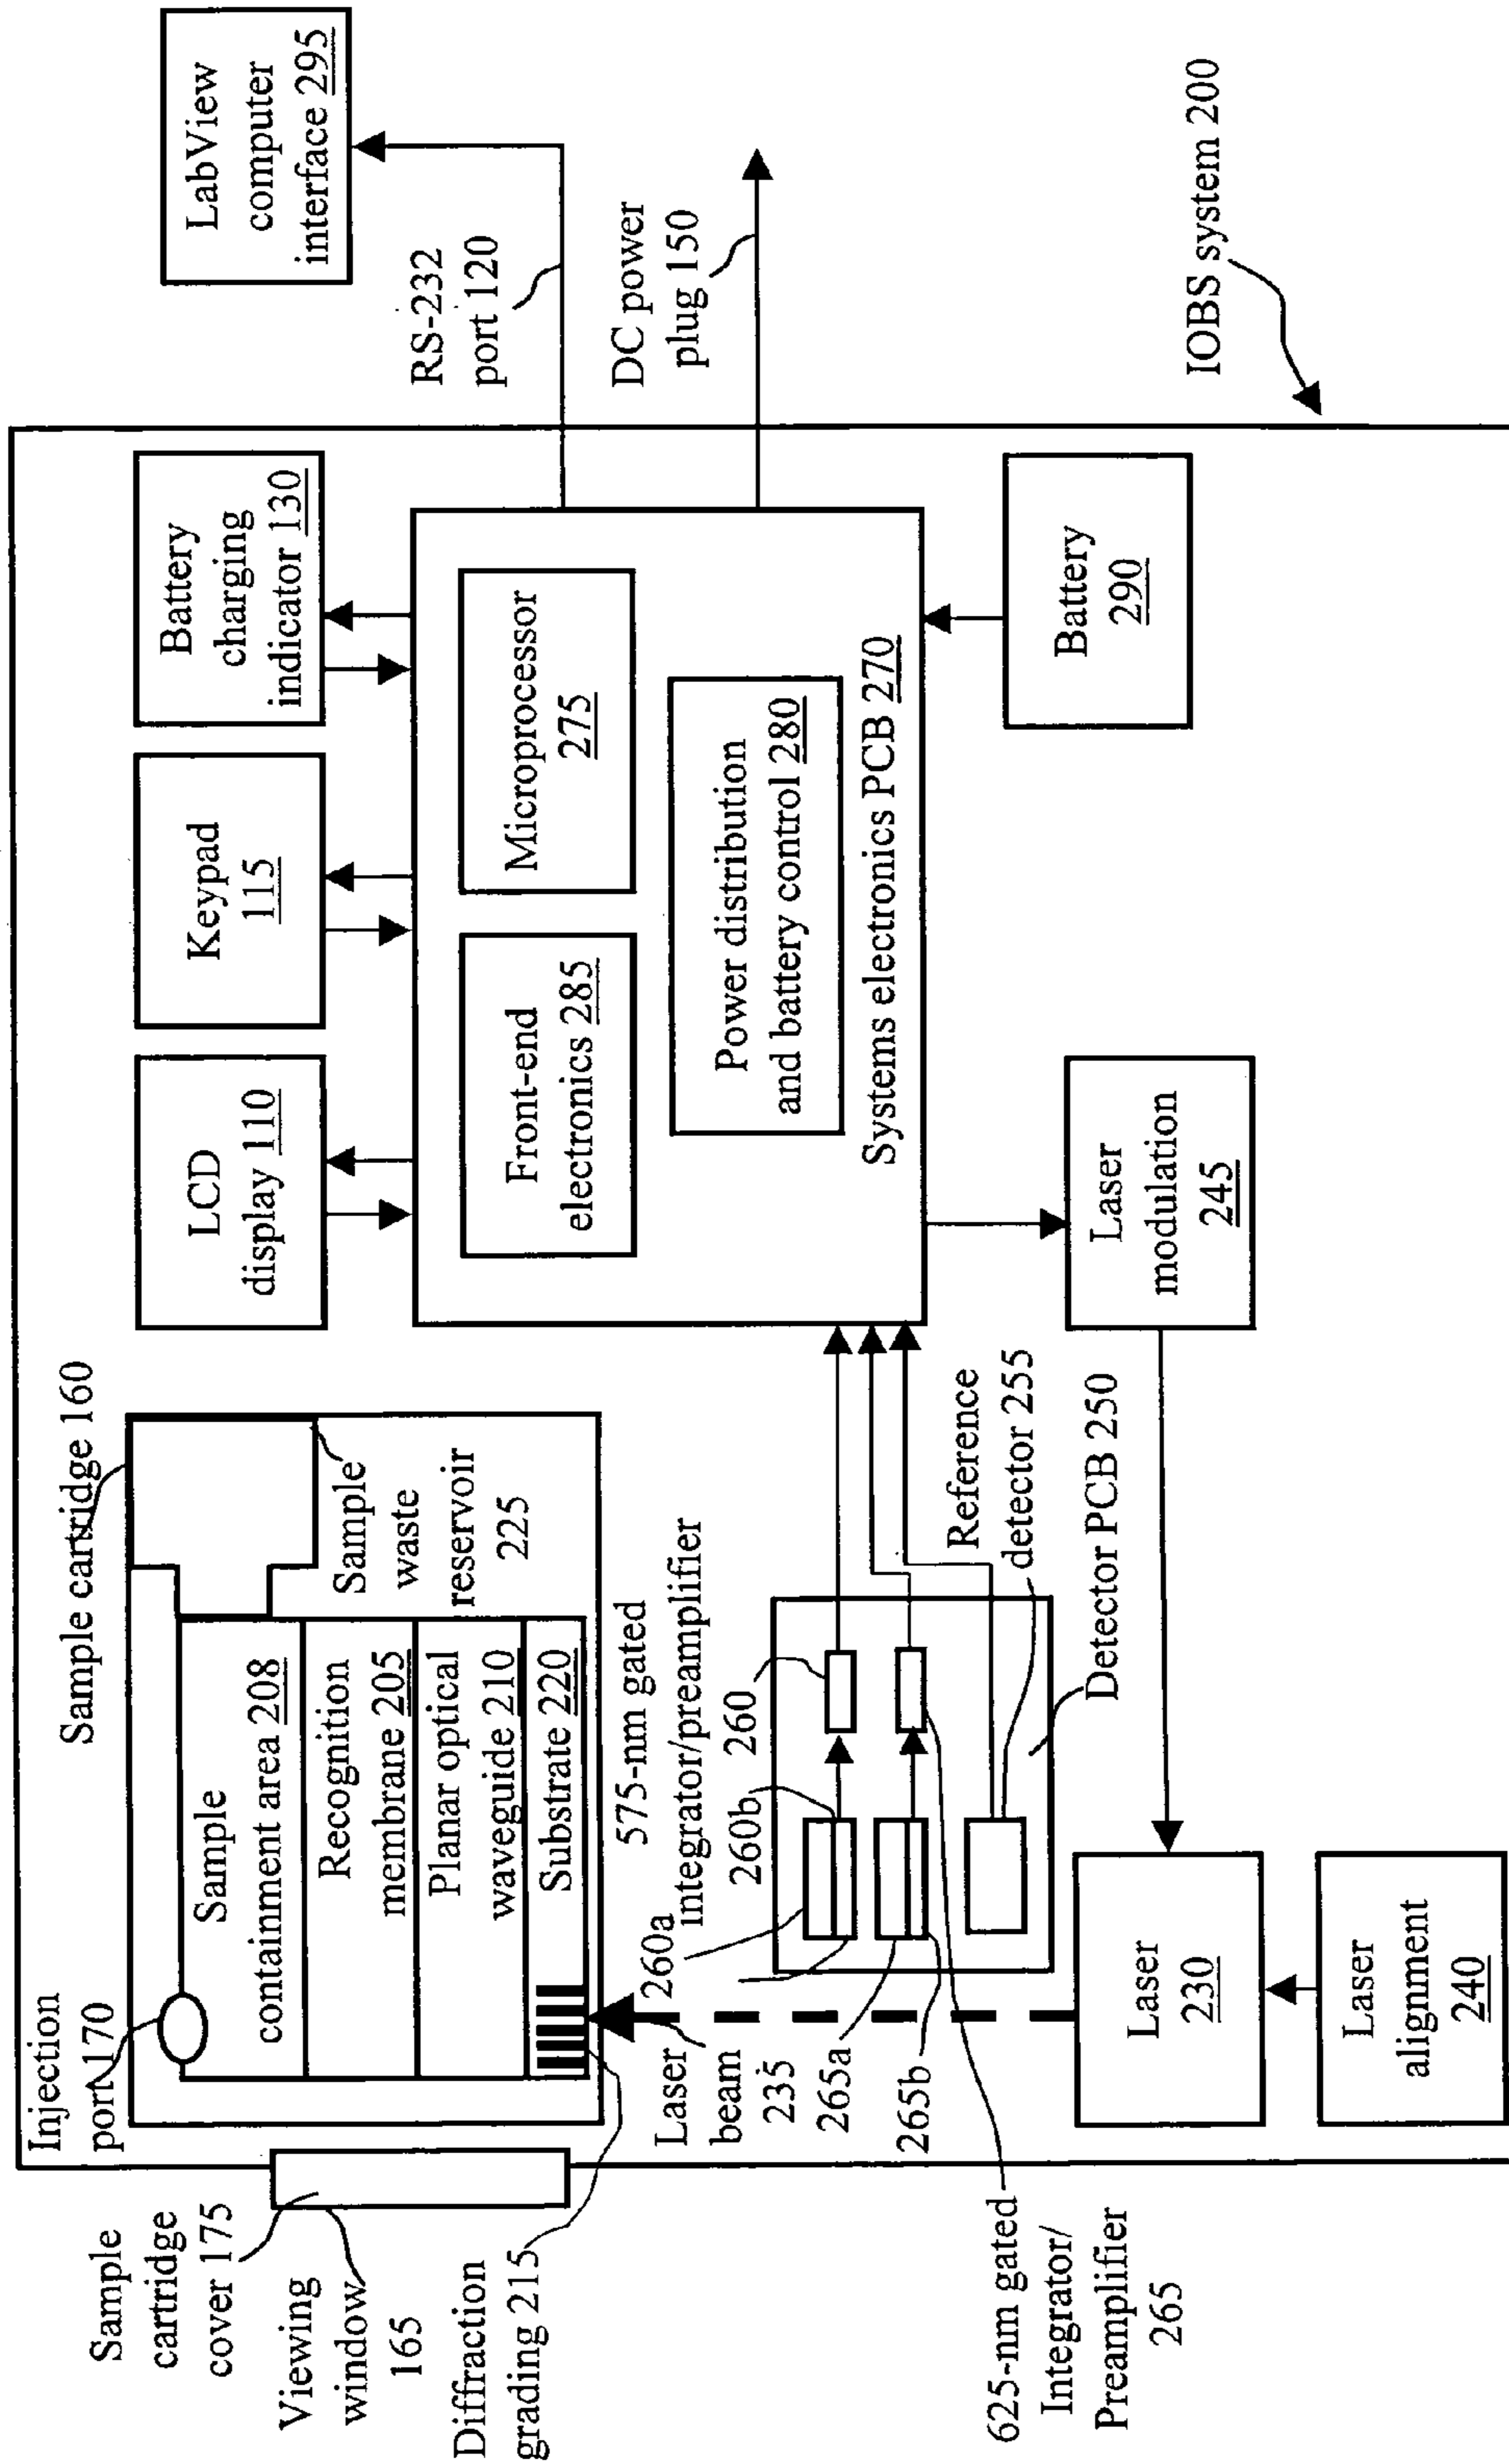 Injection
port 170
Sample cartridge 160
Sample
cartridge
cover 175
Viewing
window
165
Diffraction
grading 215
Sample
containment area 208
Recognition
membrane 205
Planar optical
waveguide 210
Substrate 220
Sample
waste
reservoir
225
LCD
display 110
Keypad
115
Battery
charging
indicator 130
LabView
computer
interface 295
RS-232
port 120
DC power
plug 150
Front-end
electronics 285
Microprocessor
275
Power distribution
and battery control 280
Systems electronics PCB 270
575-nm gated
integrator/preamplifier
260
260a
260b
Laser
beam
235
265a
265b
Reference
detector 255
Detector PCB 250
625-nm gated
Integrator/
Preamplifier
265
Laser
230
Laser
alignment
240
Laser
modulation
245
Battery
290
IOBS system 200